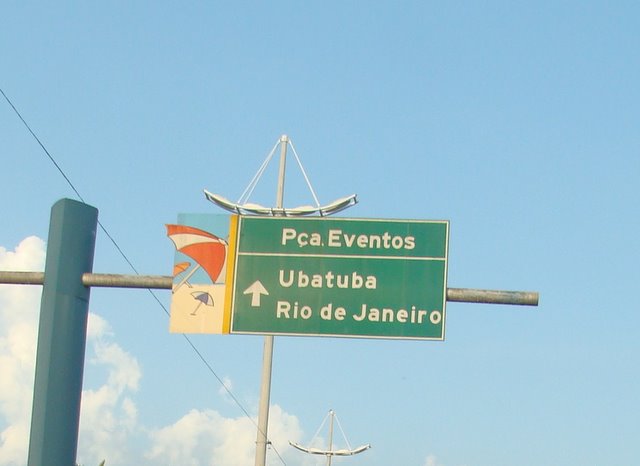 Pça. Eventos
Ubatuba
Rio de Janeiro